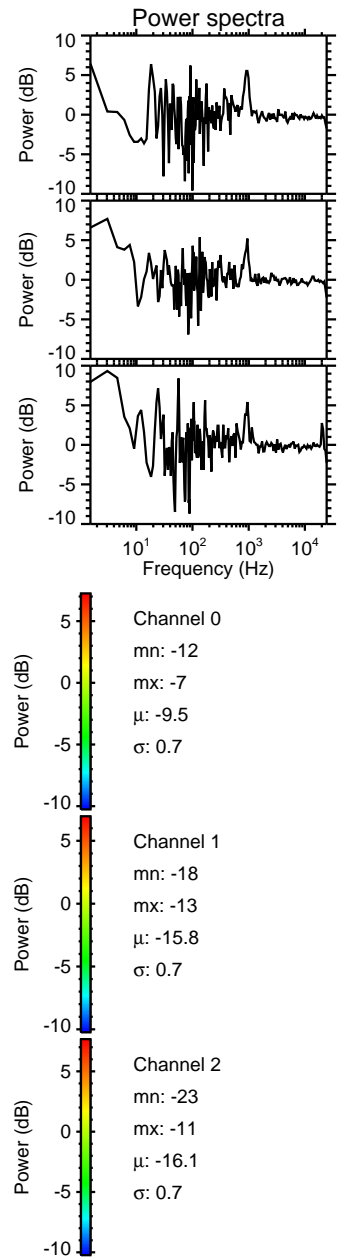 Power spectra
10
5
0
-5
-10
Power (dB)
10
5
0
-5
-10
Power (dB)
10
5
0
-5
-10
Power (dB)
10¹ 10² 10³ 10⁴
Frequency (Hz)
5
0
-5
-10
Power (dB)
Channel 0
mn: -12
mx: -7
μ: -9.5
σ: 0.7
5
0
-5
-10
Power (dB)
Channel 1
mn: -18
mx: -13
μ: -15.8
σ: 0.7
5
0
-5
-10
Power (dB)
Channel 2
mn: -23
mx: -11
μ: -16.1
σ: 0.7